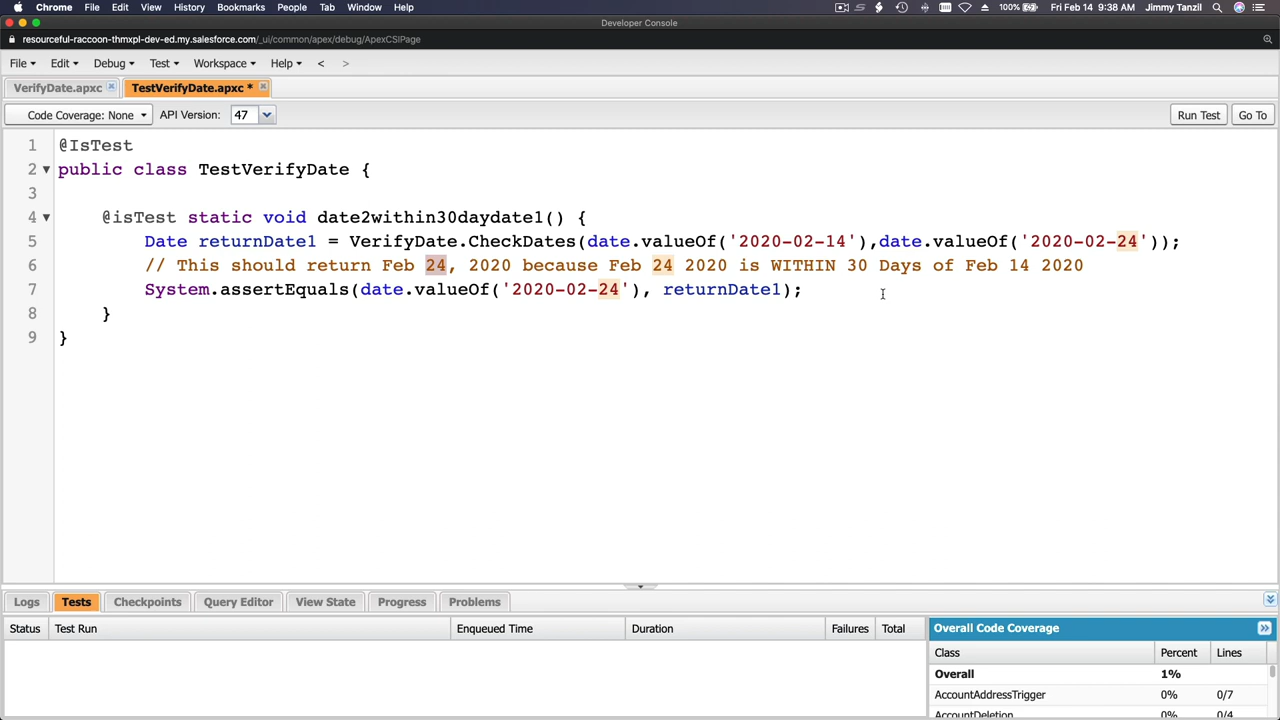 Chrome File Edit View History Bookmarks People Tab Window Help 100% Fri Feb 14 9:38 AM Jimmy Tanzil
Developer Console
resourceful-raccoon-thmxpl-dev-ed.my.salesforce.com/_ui/common/apex/debug/ApexCSIPage
File Edit Debug Test Workspace Help < >
VerifyDate.apxc TestVerifyDate.apxc *
Code Coverage: None API Version: 47 Run Test Go To
1 @IsTest
2 public class TestVerifyDate {
3
4 @isTest static void date2within30daydate1() {
5 Date returnDate1 = VerifyDate.CheckDates(date.valueOf('2020-02-14'),date.valueOf('2020-02-24'));
6 // This should return Feb 24, 2020 because Feb 24 2020 is WITHIN 30 Days of Feb 14 2020
7 System.assertEquals(date.valueOf('2020-02-24'), returnDate1);
8 }
9 }
Logs Tests Checkpoints Query Editor View State Progress Problems
Status Test Run Enqueued Time Duration Failures Total Overall Code Coverage
Class Percent Lines
Overall 1%
AccountAddressTrigger 0% 0/7
AccountDeletion 0% 0/4